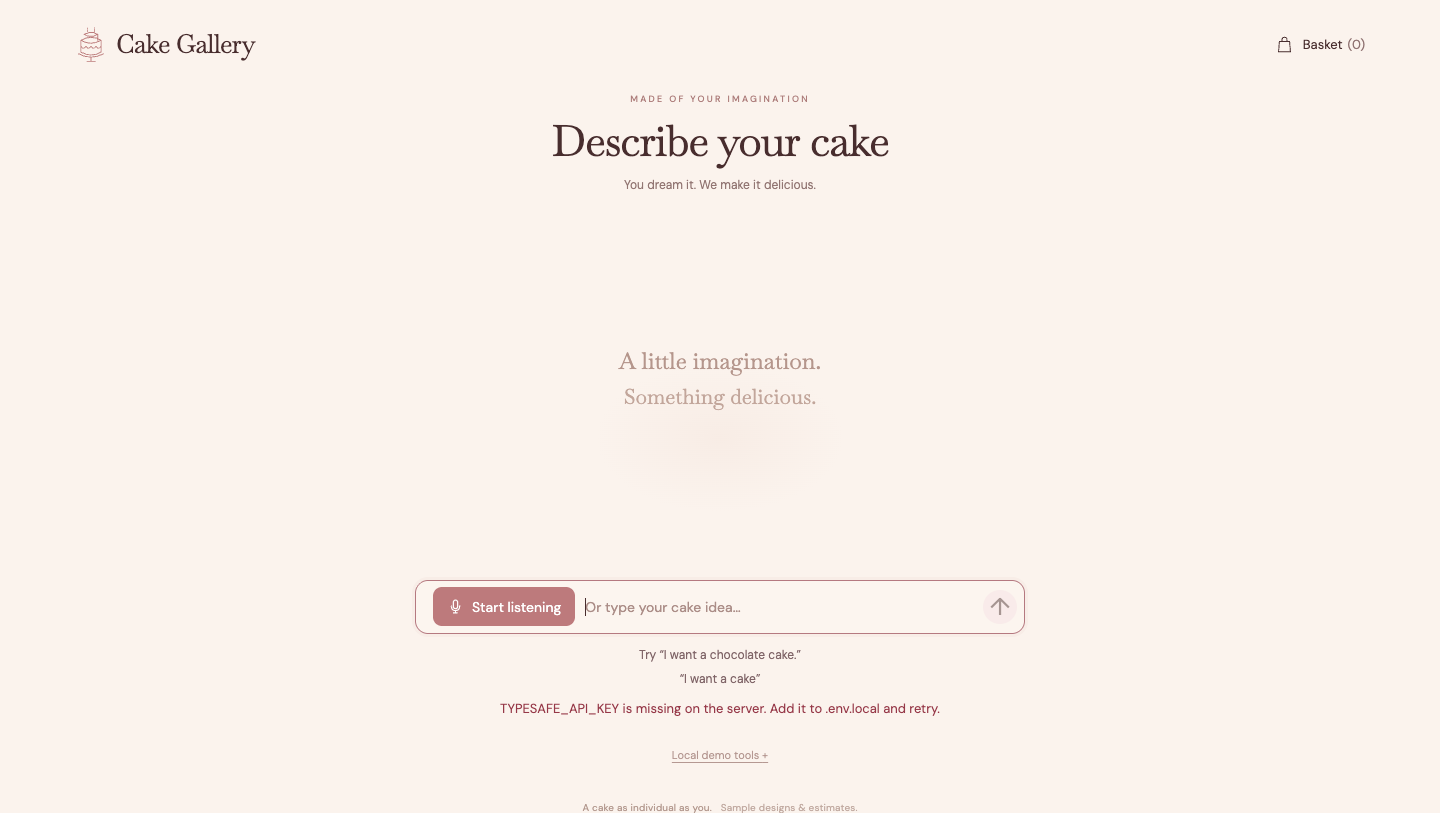 Cake Gallery
Basket (0)
MADE OF YOUR IMAGINATION
Describe your cake
You dream it. We make it delicious.
A little imagination.
Something delicious.
Start listening
Or type your cake idea…
Try “I want a chocolate cake.”
“I want a cake”
TYPESAFE_API_KEY is missing on the server. Add it to .env.local and retry.
Local demo tools +
A cake as individual as you. Sample designs & estimates.